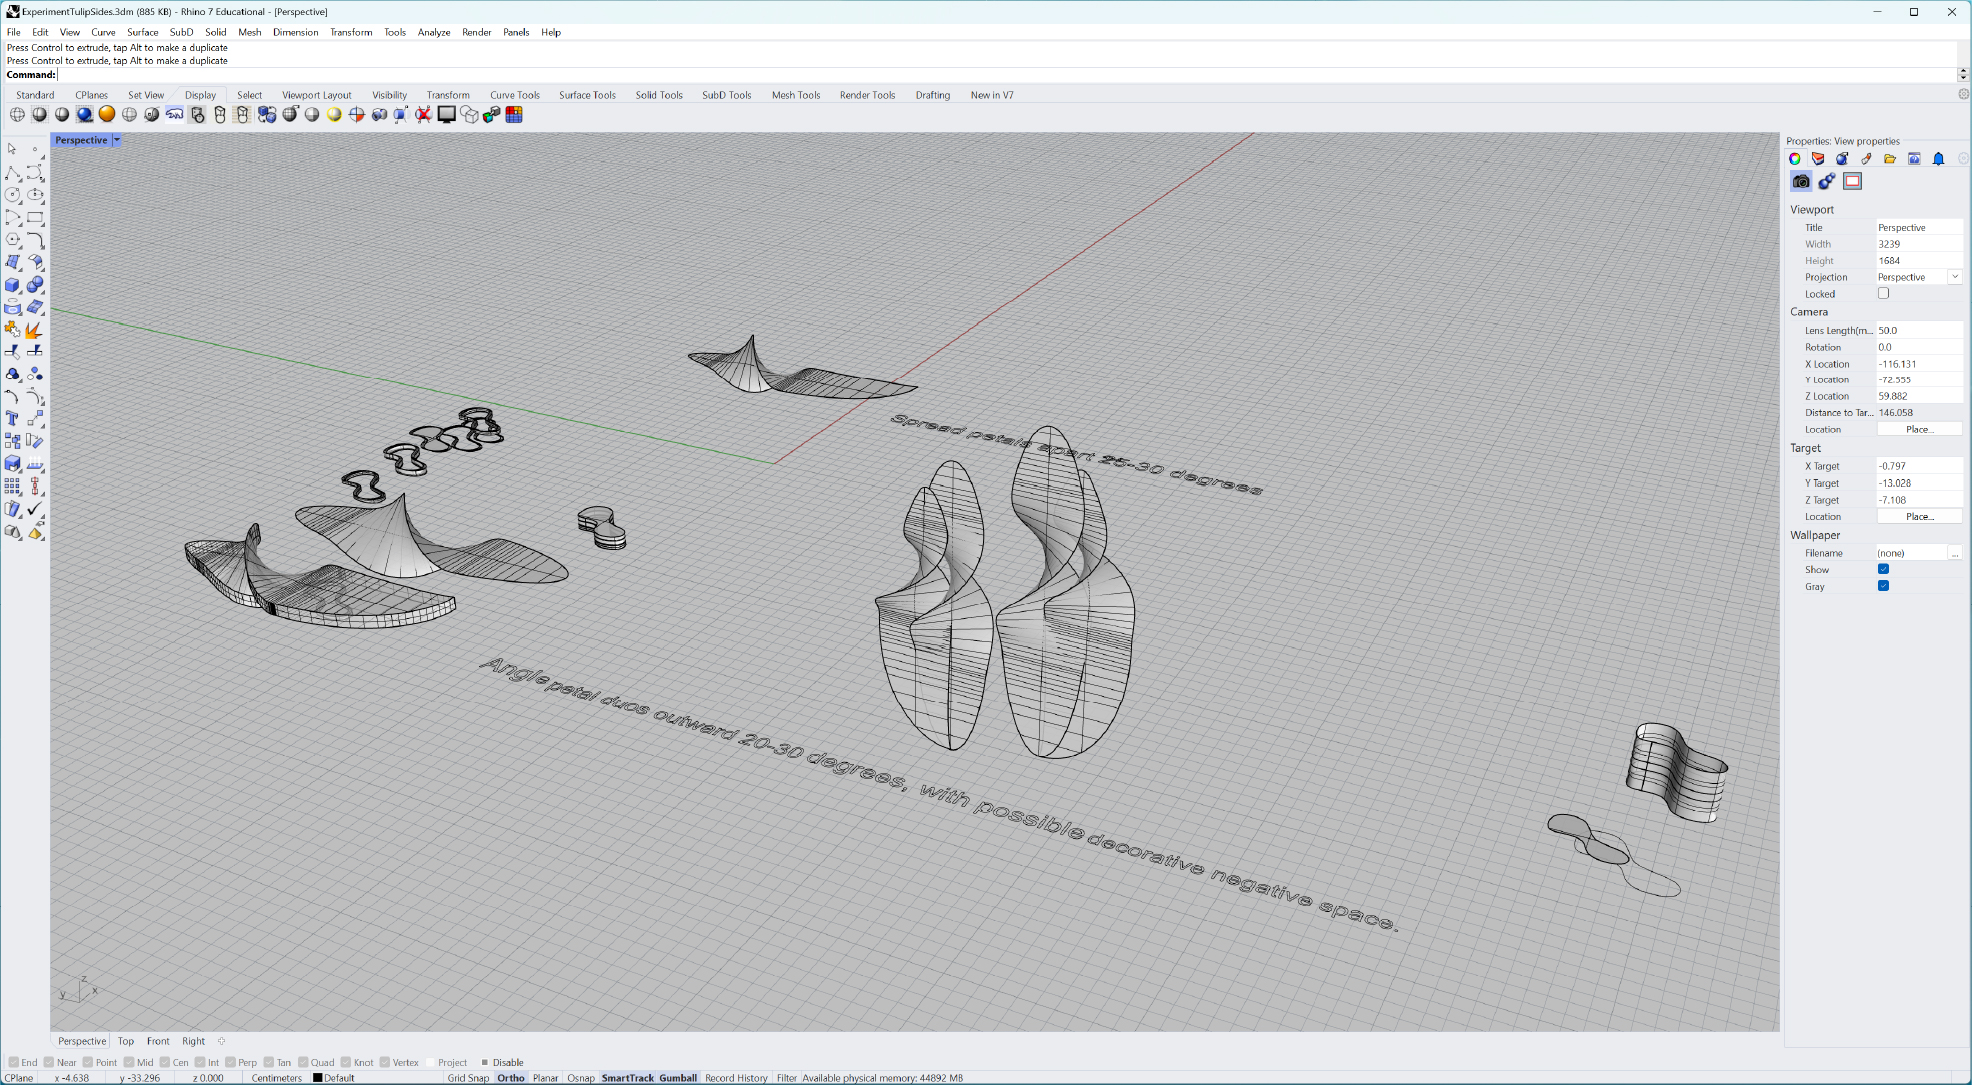 ExperimentTulipSides.3dm (885 KB) - Rhino 7 Educational - [Perspective]
File Edit View Curve Surface SubD Solid Mesh Dimension Transform Tools Analyze Render Panels Help
Press Control to extrude, tap Alt to make a duplicate
Press Control to extrude, tap Alt to make a duplicate
Command:
Standard CPlanes Set View Display Select Viewport Layout Visibility Transform Curve Tools Surface Tools Solid Tools SubD Tools Mesh Tools Render Tools Drafting New in V7
Perspective
Spread petals apart 25-30 degrees
Angle petal duos outward 20-30 degrees, with possible decorative negative space.
z
y x
Properties: View properties
Viewport
Title Perspective
Width 3239
Height 1684
Projection Perspective
Locked
Camera
Lens Length(m... 50.0
Rotation 0.0
X Location -116.131
Y Location -72.555
Z Location 59.882
Distance to Tar... 146.058
Location Place...
Target
X Target -0.797
Y Target -13.028
Z Target -7.108
Location Place...
Wallpaper
Filename (none) ...
Show
Gray
Perspective Top Front Right
End Near Point Mid Cen Int Perp Tan Quad Knot Vertex Project Disable
CPlane x -4.638 y -33.296 z 0.000 Centimeters Default Grid Snap Ortho Planar Osnap SmartTrack Gumball Record History Filter Available physical memory: 44892 MB